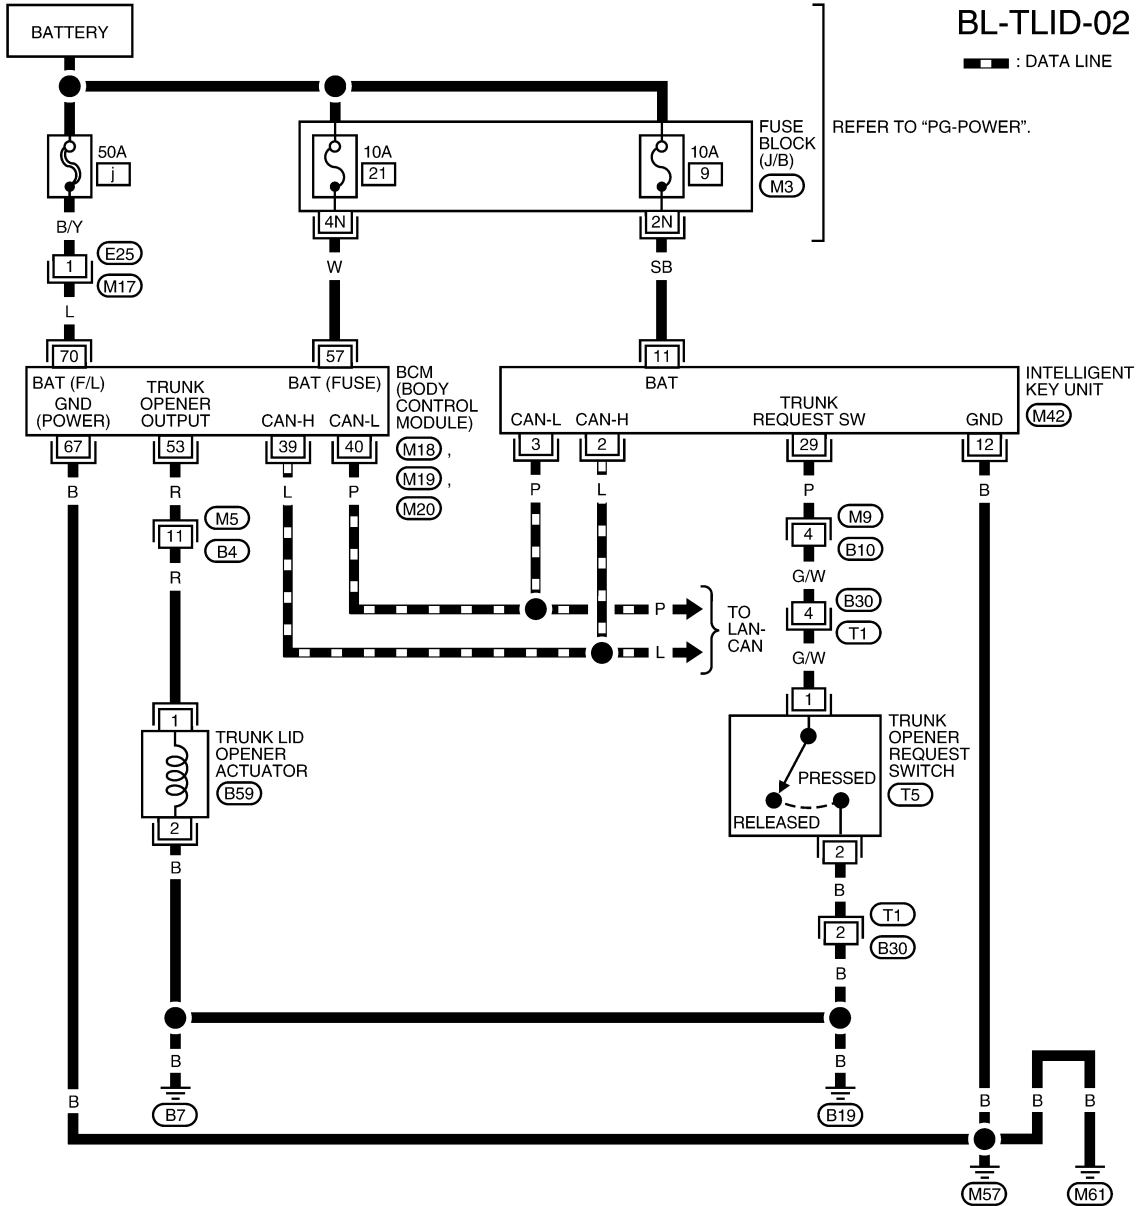 BATTERY
BL-TLID-02
: DATA LINE
REFER TO “PG-POWER”.
50A
j
10A
21
10A
9
FUSE
BLOCK
(J/B)
M3
4N
2N
B/Y
W
SB
1
E25
M17
L
70
57
11
BAT (F/L)
GND
(POWER)
TRUNK
OPENER
OUTPUT
BAT (FUSE)
CAN-H
CAN-L
BCM
(BODY
CONTROL
MODULE)
M18 ,
M19 ,
M20
BAT
CAN-L
CAN-H
TRUNK
REQUEST SW
GND
INTELLIGENT
KEY UNIT
M42
67
53
39
40
3
2
29
12
B
R
L
P
P
L
P
B
11
M5
B4
4
M9
B10
R
G/W
4
B30
T1
P
L
TO
LAN-
CAN
G/W
1
1
TRUNK LID
OPENER
ACTUATOR
B59
2
TRUNK
OPENER
REQUEST
SWITCH
T5
PRESSED
RELEASED
2
B
B
2
T1
B30
B
B
B
B7
B19
B
B
B
B
M57
M61